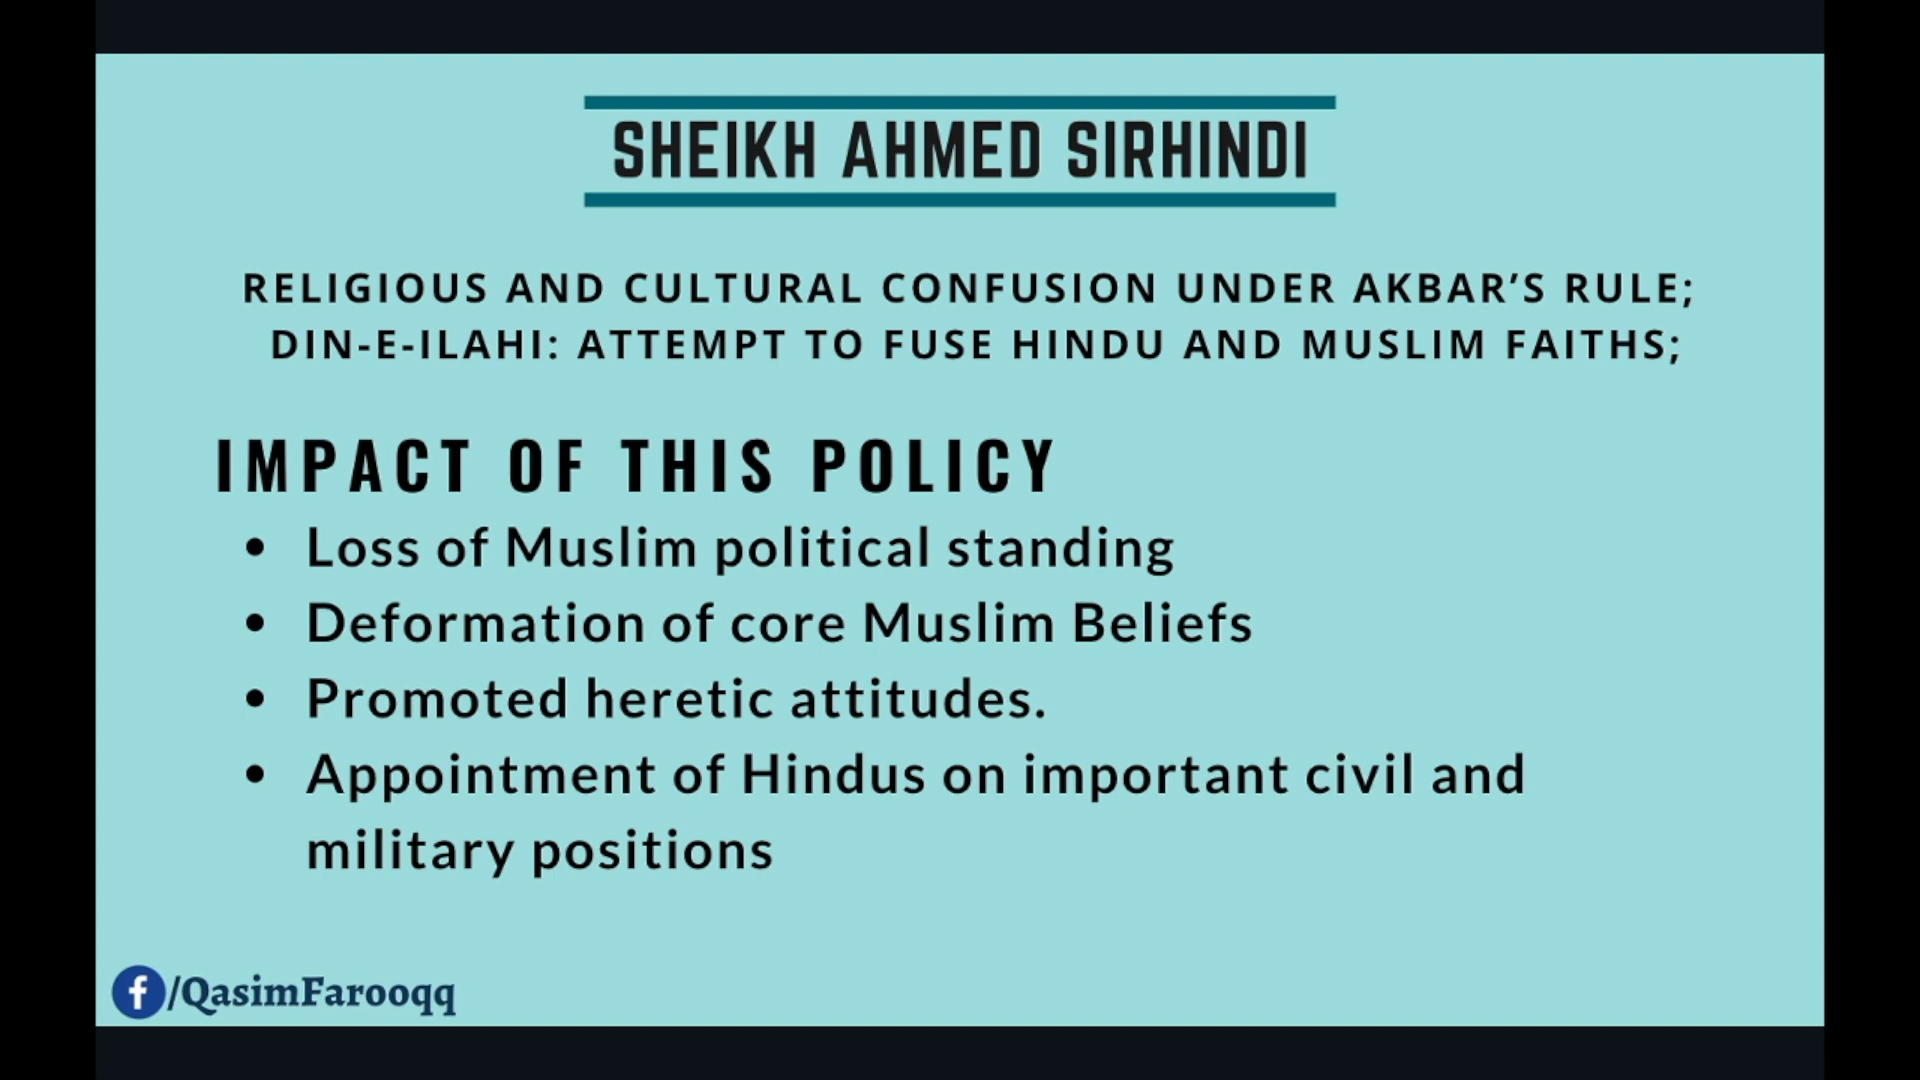 SHEIKH AHMED SIRHINDI
RELIGIOUS AND CULTURAL CONFUSION UNDER AKBAR’S RULE;
DIN-E-ILAHI: ATTEMPT TO FUSE HINDU AND MUSLIM FAITHS;
IMPACT OF THIS POLICY
• Loss of Muslim political standing
• Deformation of core Muslim Beliefs
• Promoted heretic attitudes.
• Appointment of Hindus on important civil and
military positions
f/QasimFarooqq